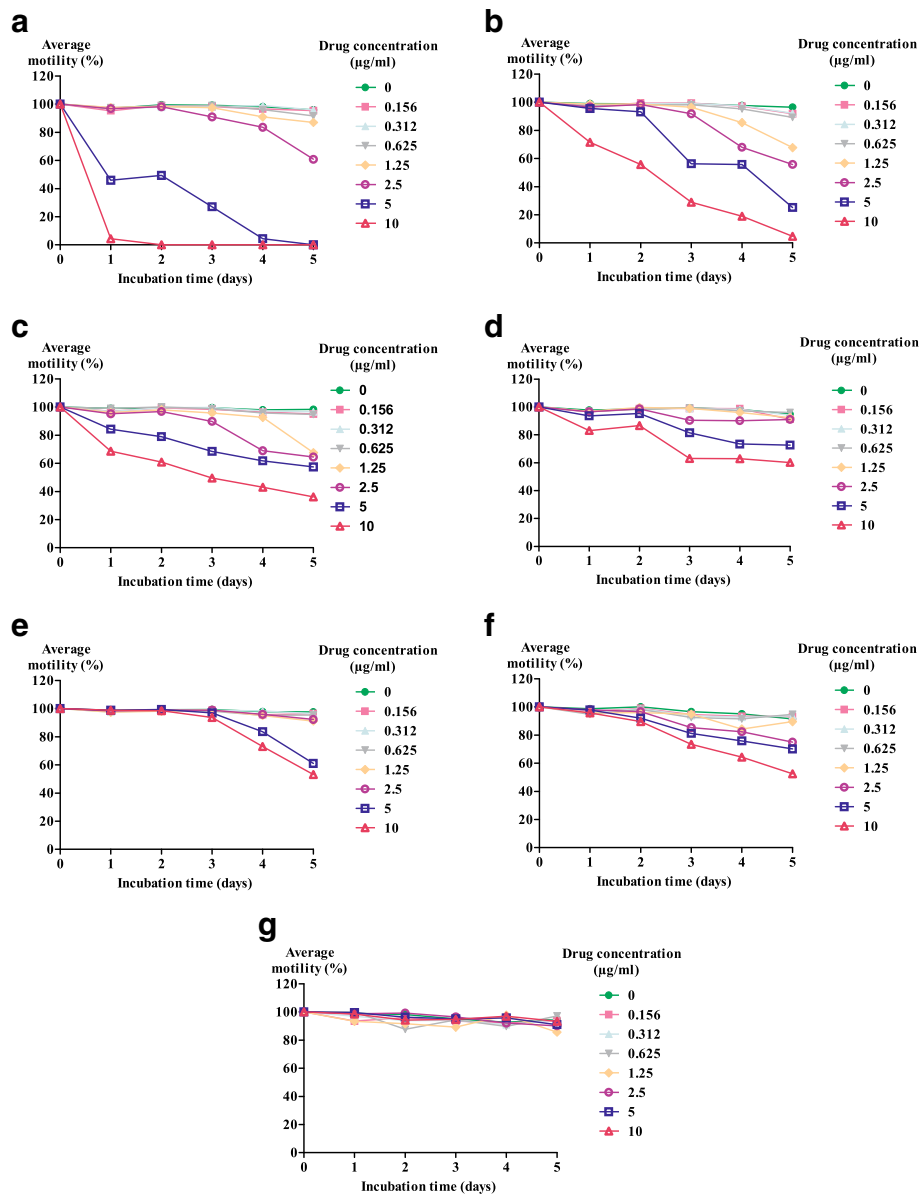 a
Average
motility (%)
Drug concentration
(µg/ml)
120
100
80
60
40
20
0
0 1 2 3 4 5
Incubation time (days)
0
0.156
0.312
0.625
1.25
2.5
5
10
b
Average
motility (%)
Drug concentration
(µg/ml)
120
100
80
60
40
20
0
0 1 2 3 4 5
Incubation time (days)
0
0.156
0.312
0.625
1.25
2.5
5
10
c
Average
motility (%)
Drug concentration
(µg/ml)
120
100
80
60
40
20
0
0 1 2 3 4 5
Incubation time (days)
0
0.156
0.312
0.625
1.25
2.5
5
10
d
Average
motility (%)
Drug concentration
(µg/ml)
120
100
80
60
40
20
0
0 1 2 3 4 5
Incubation time (days)
0
0.156
0.312
0.625
1.25
2.5
5
10
e
Average
motility (%)
Drug concentration
(µg/ml)
120
100
80
60
40
20
0
0 1 2 3 4 5
Incubation time (days)
0
0.156
0.312
0.625
1.25
2.5
5
10
f
Average
motility (%)
Drug concentration
(µg/ml)
120
100
80
60
40
20
0
0 1 2 3 4 5
Incubation time (days)
0
0.156
0.312
0.625
1.25
2.5
5
10
g
Average
motility (%)
Drug concentration
(µg/ml)
120
100
80
60
40
20
0
0 1 2 3 4 5
Incubation time (days)
0
0.156
0.312
0.625
1.25
2.5
5
10